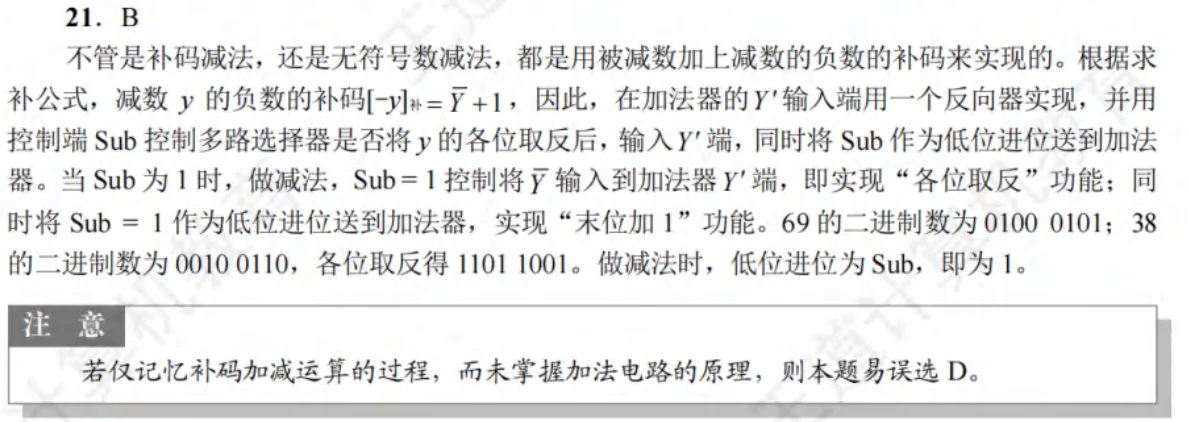 21. B
不管是补码减法，还是无符号数减法，都是用被减数加上减数的负数的补码来实现的。根据求
补公式，减数 y 的负数的补码[−y]补 = Y̅ +1，因此，在加法器的Y′输入端用一个反向器实现，并用
控制端 Sub 控制多路选择器是否将 y 的各位取反后，输入Y′ 端，同时将 Sub 作为低位进位送到加法
器。当 Sub 为 1 时，做减法，Sub = 1 控制将 Y̅ 输入到加法器 Y′ 端，即实现“各位取反”功能；同
时将 Sub = 1 作为低位进位送到加法器，实现“末位加 1”功能。69 的二进制数为 0100 0101；38
的二进制数为 0010 0110，各位取反得 1101 1001。做减法时，低位进位为 Sub，即为 1。
注 意
若仅记忆补码加减运算的过程，而未掌握加法电路的原理，则本题易误选 D。
王道计算机教育